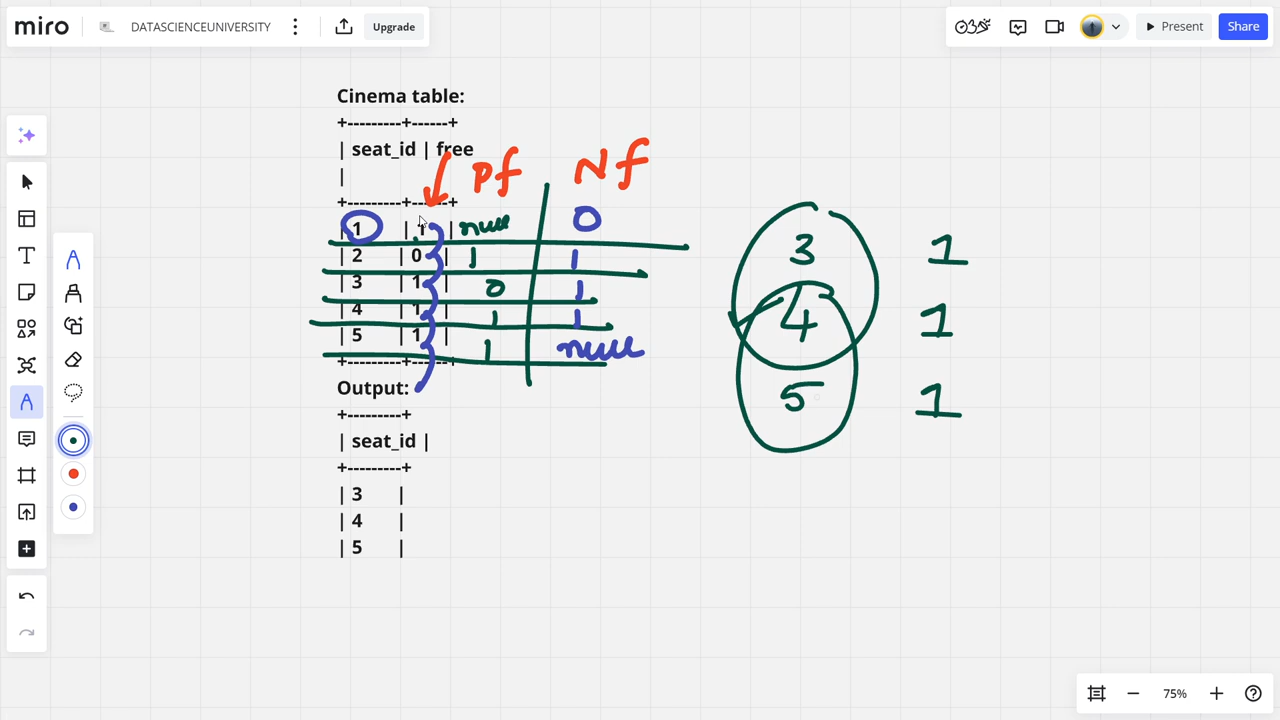 miro DATASCIENCEUNIVERSITY Upgrade Present Share
Cinema table:
+---------+------+
| seat_id | free
|
pf Nf
+---------+------+
| 1 | 1 | null 0
| 2 | 0 | 1 1
| 3 | 1 | 0 1
| 4 | 1 | 1 1
| 5 | 1 | 1 null
+---------+------+
Output:
+---------+
| seat_id |
+---------+
| 3 |
| 4 |
| 5 |
3 1
4 1
5 1
75%